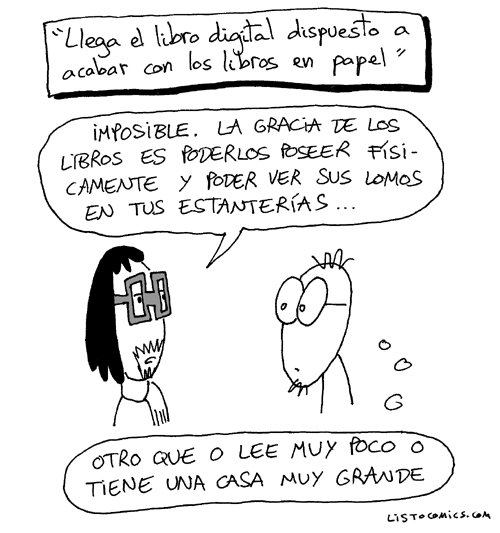 "Llega el libro digital dispuesto a
acabar con los libros en papel"
IMPOSIBLE. LA GRACIA DE LOS
LIBROS ES PODERLOS POSEER FÍSI-
CAMENTE Y PODER VER SUS LOMOS
EN TUS ESTANTERÍAS...
OTRO QUE O LEE MUY POCO O
TIENE UNA CASA MUY GRANDE
LISTOCOMICS.COM